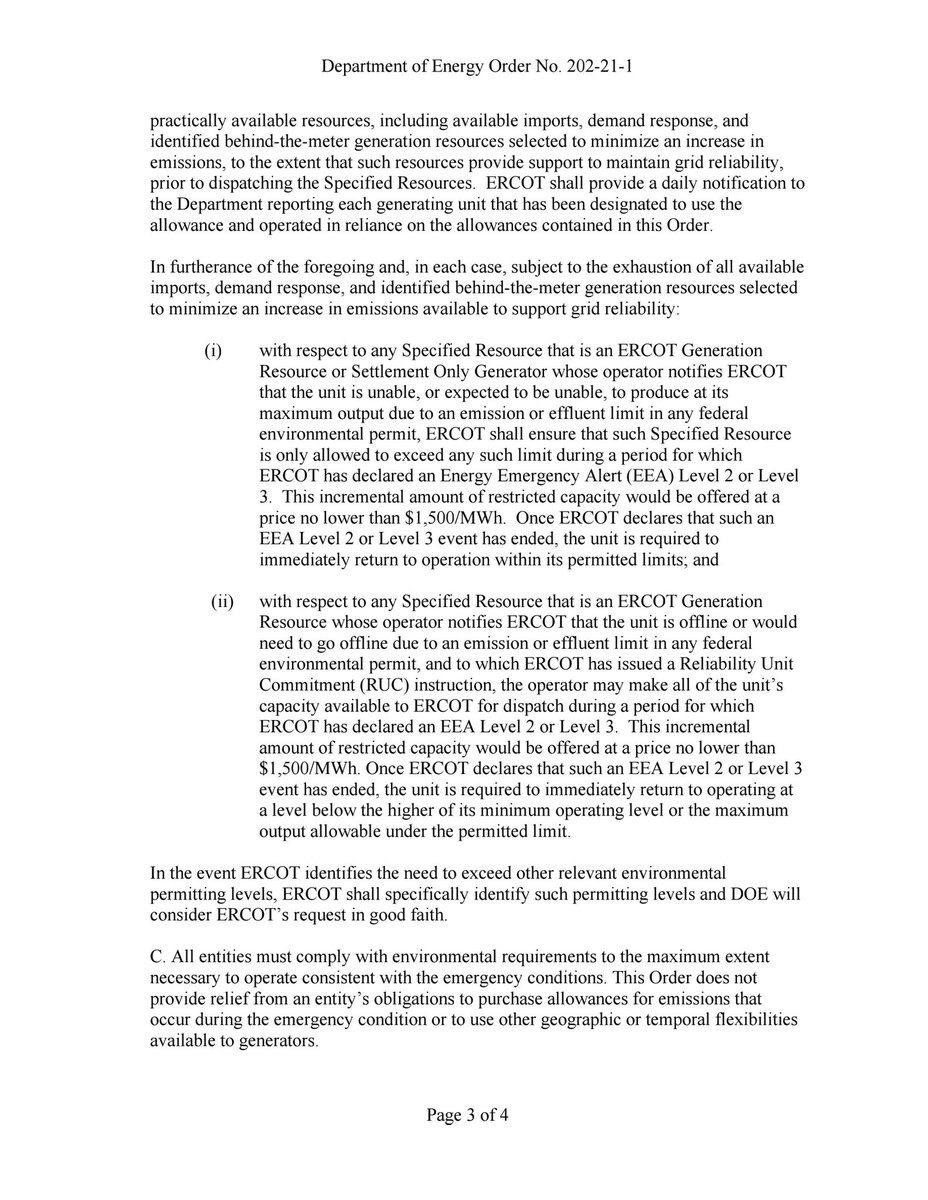 Department of Energy Order No. 202-21-1
practically available resources, including available imports, demand response, and
identified behind-the-meter generation resources selected to minimize an increase in
emissions, to the extent that such resources provide support to maintain grid reliability,
prior to dispatching the Specified Resources.  ERCOT shall provide a daily notification to
the Department reporting each generating unit that has been designated to use the
allowance and operated in reliance on the allowances contained in this Order.
In furtherance of the foregoing and, in each case, subject to the exhaustion of all available
imports, demand response, and identified behind-the-meter generation resources selected
to minimize an increase in emissions available to support grid reliability:
(i) with respect to any Specified Resource that is an ERCOT Generation
Resource or Settlement Only Generator whose operator notifies ERCOT
that the unit is unable, or expected to be unable, to produce at its
maximum output due to an emission or effluent limit in any federal
environmental permit, ERCOT shall ensure that such Specified Resource
is only allowed to exceed any such limit during a period for which
ERCOT has declared an Energy Emergency Alert (EEA) Level 2 or Level
3.  This incremental amount of restricted capacity would be offered at a
price no lower than $1,500/MWh.  Once ERCOT declares that such an
EEA Level 2 or Level 3 event has ended, the unit is required to
immediately return to operation within its permitted limits; and
(ii) with respect to any Specified Resource that is an ERCOT Generation
Resource whose operator notifies ERCOT that the unit is offline or would
need to go offline due to an emission or effluent limit in any federal
environmental permit, and to which ERCOT has issued a Reliability Unit
Commitment (RUC) instruction, the operator may make all of the unit’s
capacity available to ERCOT for dispatch during a period for which
ERCOT has declared an EEA Level 2 or Level 3.  This incremental
amount of restricted capacity would be offered at a price no lower than
$1,500/MWh. Once ERCOT declares that such an EEA Level 2 or Level 3
event has ended, the unit is required to immediately return to operating at
a level below the higher of its minimum operating level or the maximum
output allowable under the permitted limit.
In the event ERCOT identifies the need to exceed other relevant environmental
permitting levels, ERCOT shall specifically identify such permitting levels and DOE will
consider ERCOT’s request in good faith.
C. All entities must comply with environmental requirements to the maximum extent
necessary to operate consistent with the emergency conditions. This Order does not
provide relief from an entity’s obligations to purchase allowances for emissions that
occur during the emergency condition or to use other geographic or temporal flexibilities
available to generators.
Page 3 of 4